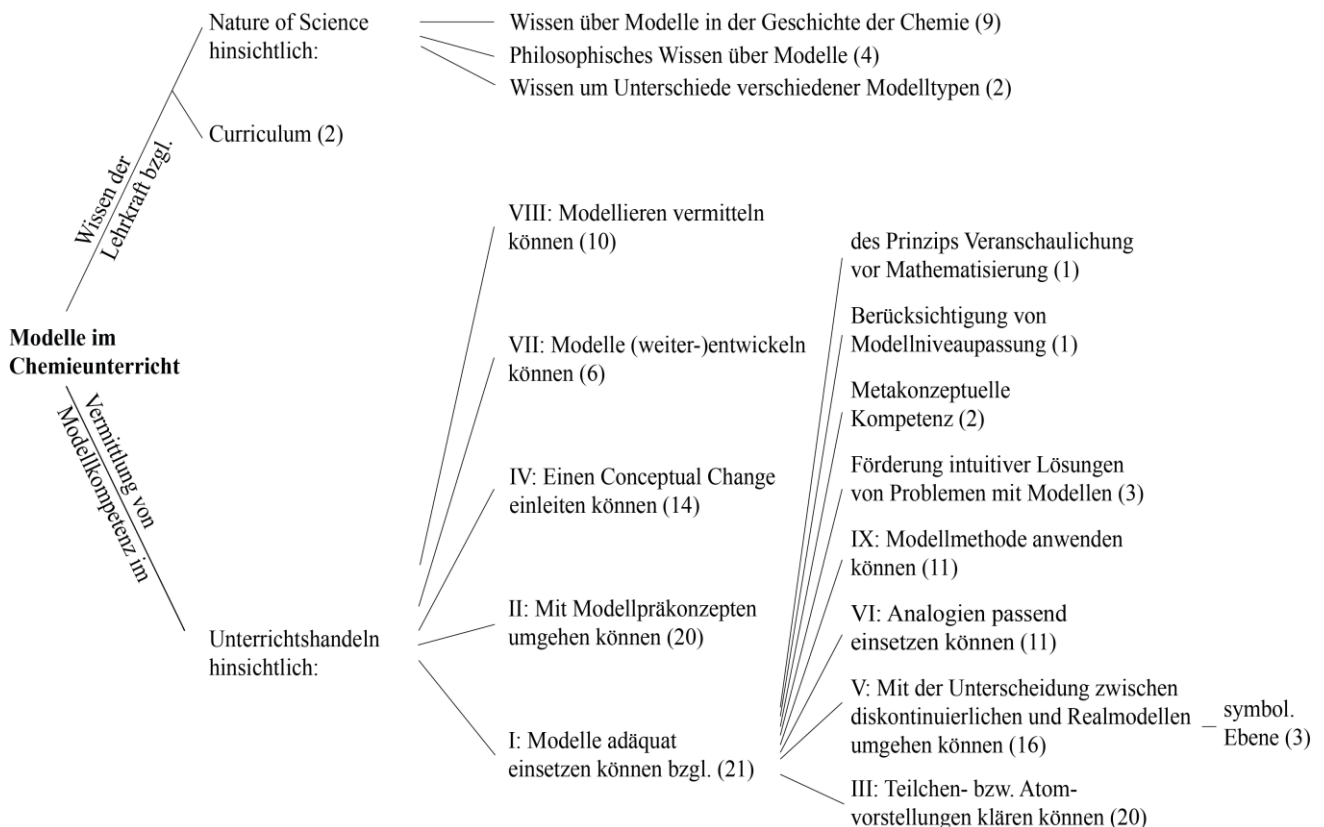 Nature of Science
hinsichtlich:
Wissen über Modelle in der Geschichte der Chemie (9)
Philosophisches Wissen über Modelle (4)
Wissen um Unterschiede verschiedener Modelltypen (2)
Curriculum (2)
Wissen der
Lehrkraft bzgl.
Modelle im
Chemieunterricht
Vermittlung von
Modellkompetenz im
Unterrichtshandeln
hinsichtlich:
VIII: Modellieren vermitteln
können (10)
VII: Modelle (weiter-)entwickeln
können (6)
IV: Einen Conceptual Change
einleiten können (14)
II: Mit Modellpräkonzepten
umgehen können (20)
I: Modelle adäquat
einsetzen können bzgl. (21)
des Prinzips Veranschaulichung
vor Mathematisierung (1)
Berücksichtigung von
Modellniveaupassung (1)
Metakonzeptuelle
Kompetenz (2)
Förderung intuitiver Lösungen
von Problemen mit Modellen (3)
IX: Modellmethode anwenden
können (11)
VI: Analogien passend
einsetzen können (11)
V: Mit der Unterscheidung zwischen
diskontinuierlichen und Realmodellen
umgehen können (16)
symbol.
Ebene (3)
III: Teilchen- bzw. Atom-
vorstellungen klären können (20)